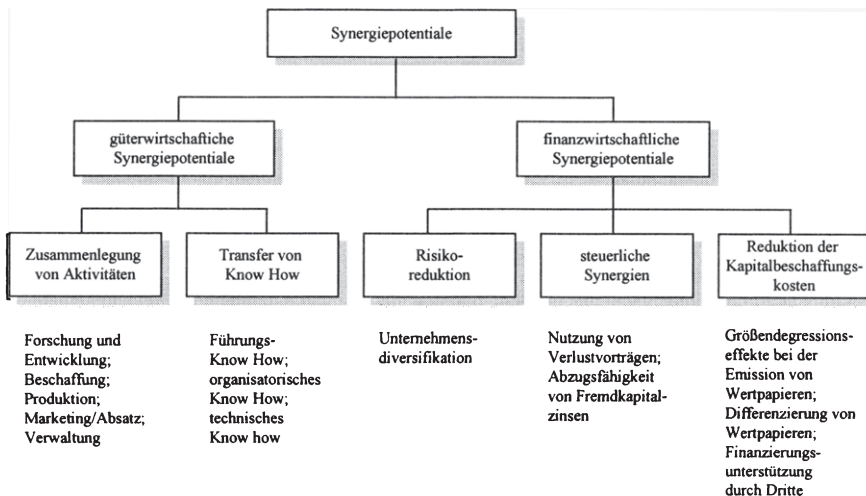 Synergiepotentiale
güterwirtschaftiche
Synergiepotentiale
finanzwirtschaftliche
Synergiepotentiale
Zusammenlegung
von Aktivitäten
Transfer von
Know How
Risiko-
reduktion
steuerliche
Synergien
Reduktion der
Kapitalbeschaffungs-
kosten
Forschung und
Entwicklung;
Beschaffung;
Produktion;
Marketing/Absatz;
Verwaltung
Führungs-
Know How;
organisatorisches
Know How;
technisches
Know how
Unternehmens-
diversifikation
Nutzung von
Verlustvorträgen;
Abzugsfähigkeit
von Fremdkapital-
zinsen
Größendegressions-
effekte bei der
Emission von
Wertpapieren;
Differenzierung von
Wertpapieren;
Finanzierungs-
unterstützung
durch Dritte